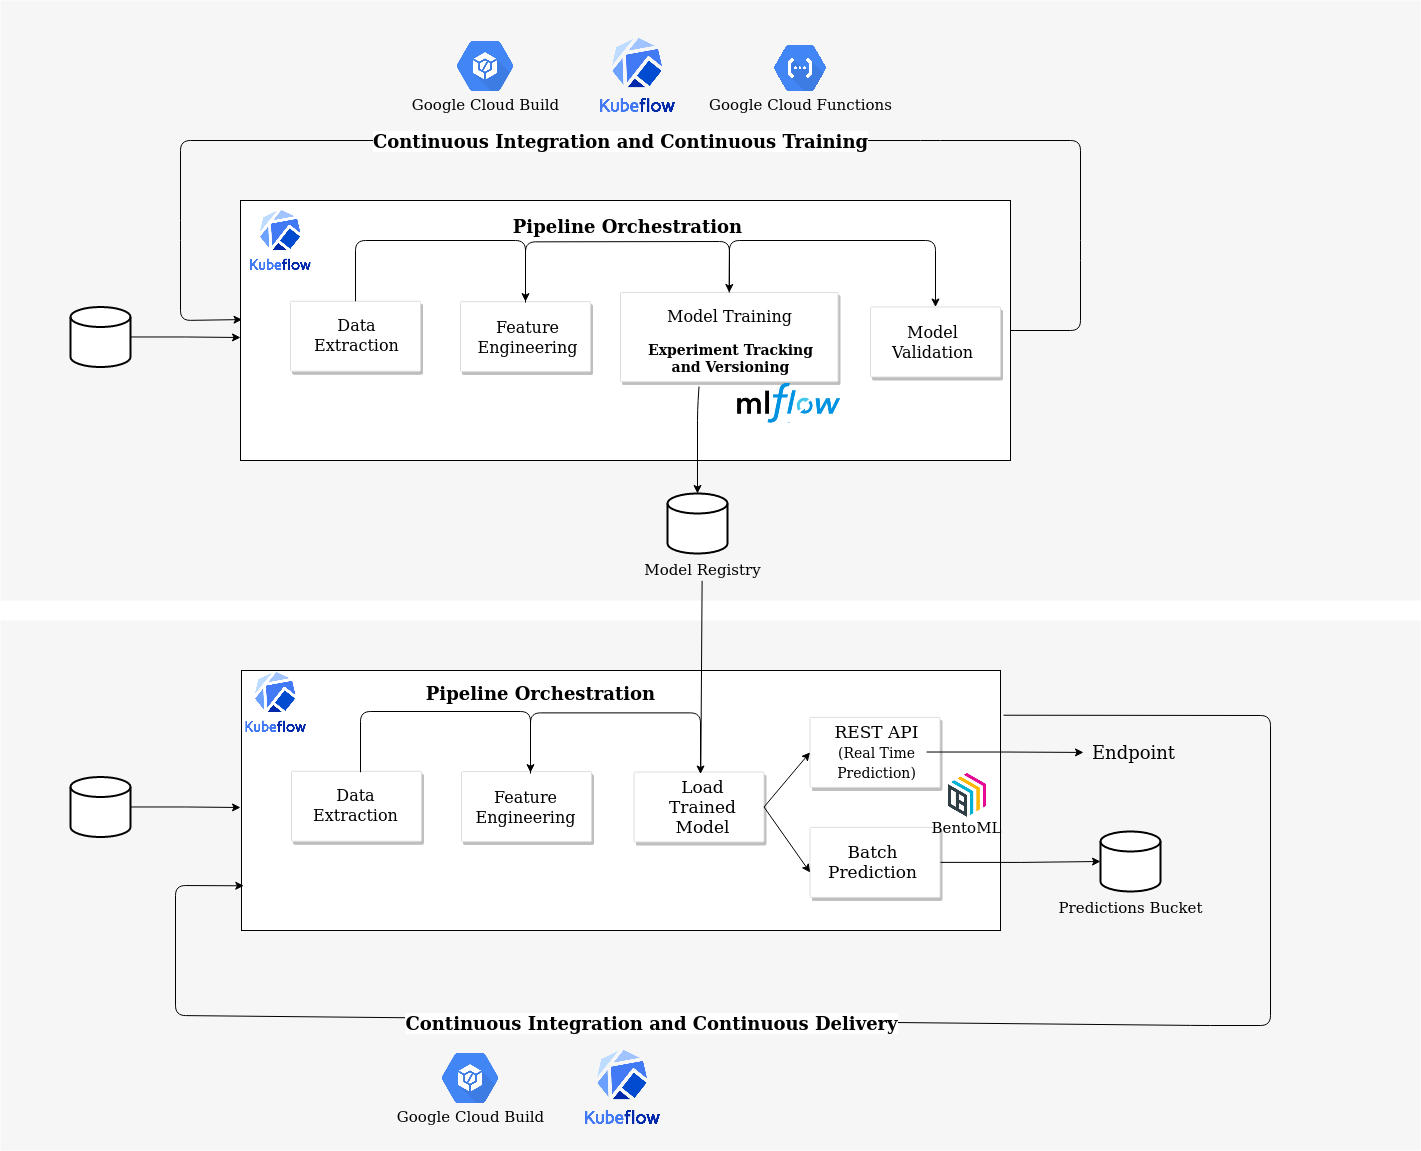 Google Cloud Build
Kubeflow
Google Cloud Functions
Continuous Integration and Continuous Training
Kubeflow
Pipeline Orchestration
Data
Extraction
Feature
Engineering
Model Training
Experiment Tracking
and Versioning
mlflow
Model
Validation
Model Registry
Kubeflow
Pipeline Orchestration
Data
Extraction
Feature
Engineering
Load
Trained
Model
REST API
(Real Time
Prediction)
Endpoint
BentoML
Batch
Prediction
Predictions Bucket
Continuous Integration and Continuous Delivery
Google Cloud Build
Kubeflow